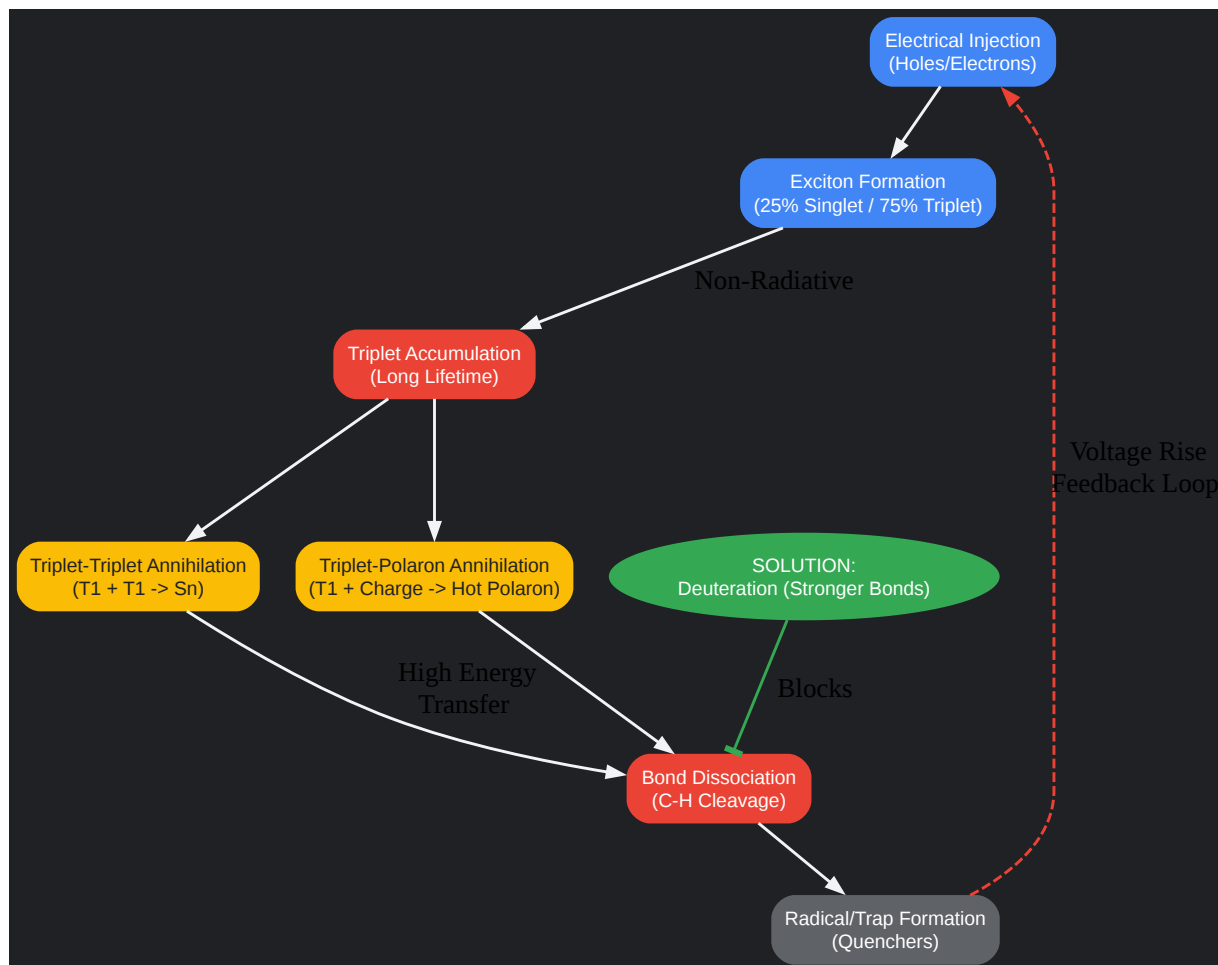 Electrical Injection
(Holes/Electrons)
Exciton Formation
(25% Singlet / 75% Triplet)
Non-Radiative
Triplet Accumulation
(Long Lifetime)
Voltage Rise
Feedback Loop
Triplet-Triplet Annihilation
(T1 + T1 -> Sn)
Triplet-Polaron Annihilation
(T1 + Charge -> Hot Polaron)
SOLUTION:
Deuteration (Stronger Bonds)
High Energy
Transfer
Blocks
Bond Dissociation
(C-H Cleavage)
Radical/Trap Formation
(Quenchers)